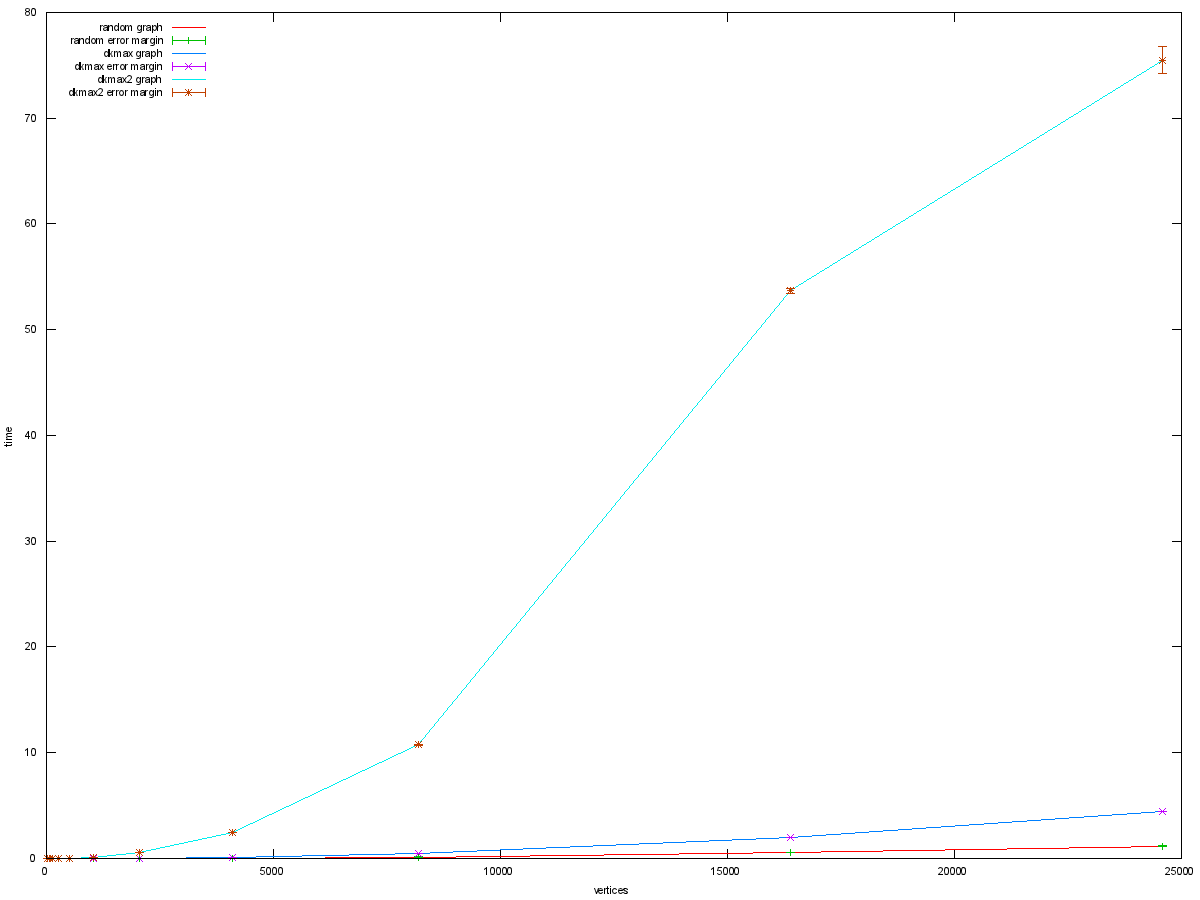 80
70
60
50
40
30
20
10
0
time
random graph
random error margin
dkmax graph
dkmax error margin
dkmax2 graph
dkmax2 error margin
0
5000
10000
15000
20000
25000
vertices